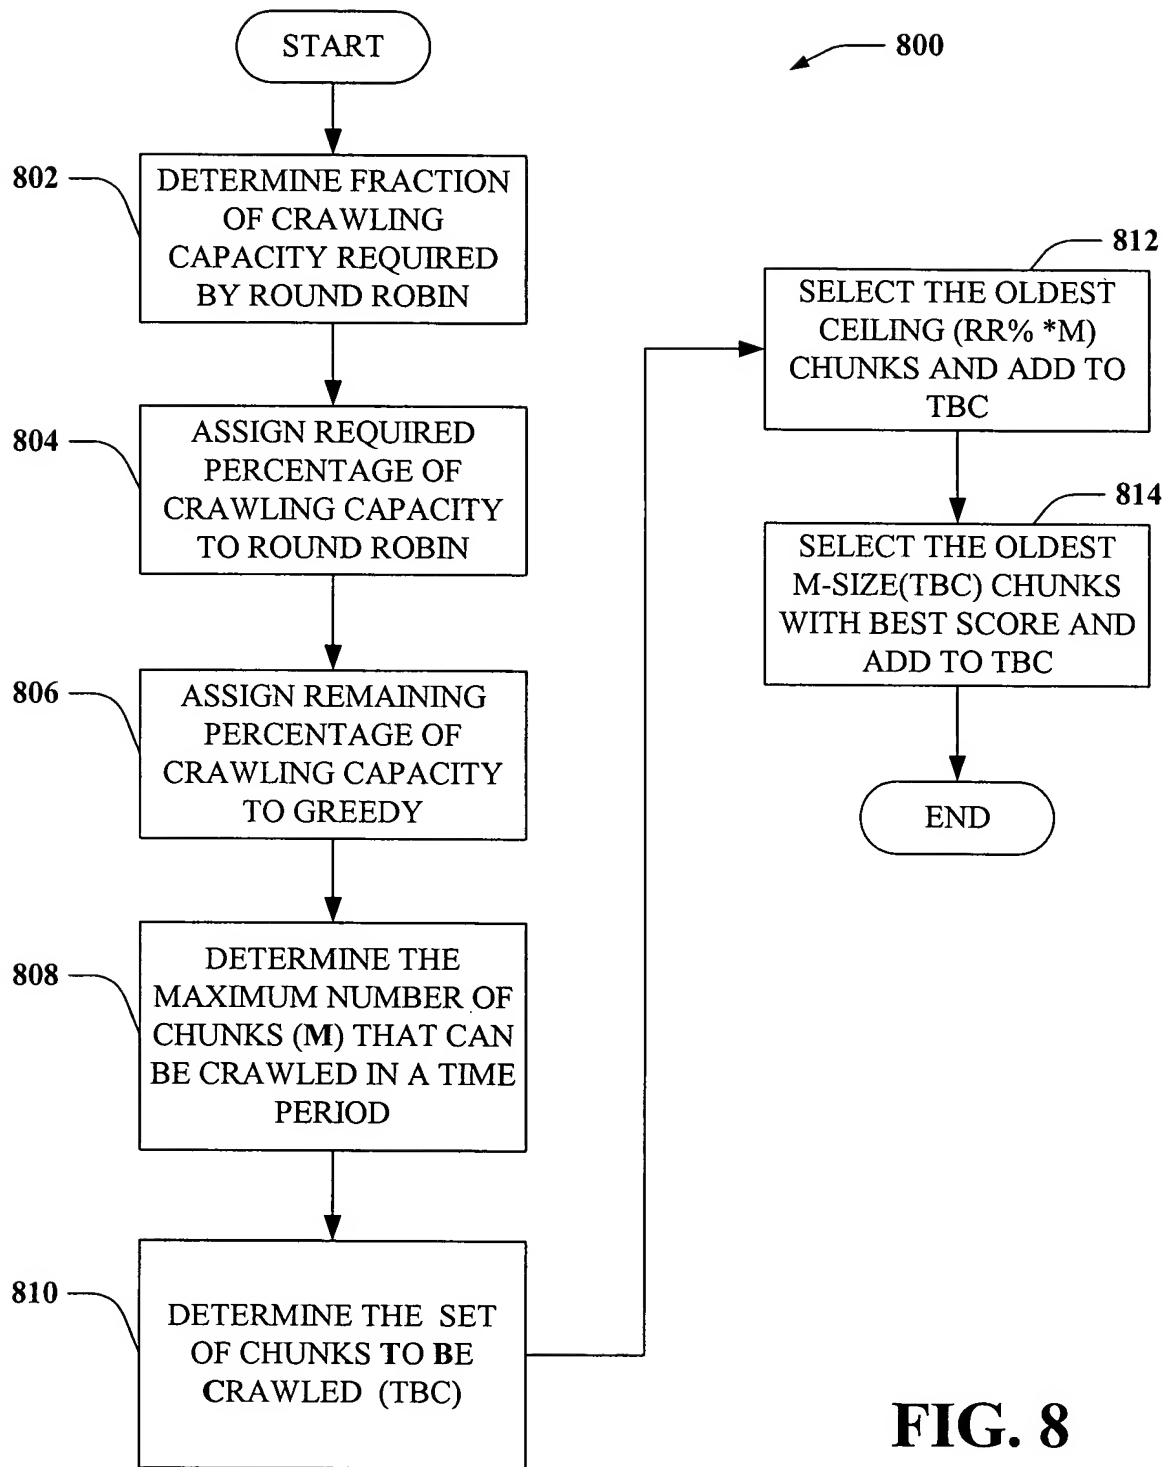 START
800
802
DETERMINE FRACTION
OF CRAWLING
CAPACITY REQUIRED
BY ROUND ROBIN
804
ASSIGN REQUIRED
PERCENTAGE OF
CRAWLING CAPACITY
TO ROUND ROBIN
806
ASSIGN REMAINING
PERCENTAGE OF
CRAWLING CAPACITY
TO GREEDY
808
DETERMINE THE
MAXIMUM NUMBER OF
CHUNKS (M) THAT CAN
BE CRAWLED IN A TIME
PERIOD
810
DETERMINE THE SET
OF CHUNKS TO BE
CRAWLED (TBC)
812
SELECT THE OLDEST
CEILING (RR% *M)
CHUNKS AND ADD TO
TBC
814
SELECT THE OLDEST
M-SIZE(TBC) CHUNKS
WITH BEST SCORE AND
ADD TO TBC
END
FIG. 8